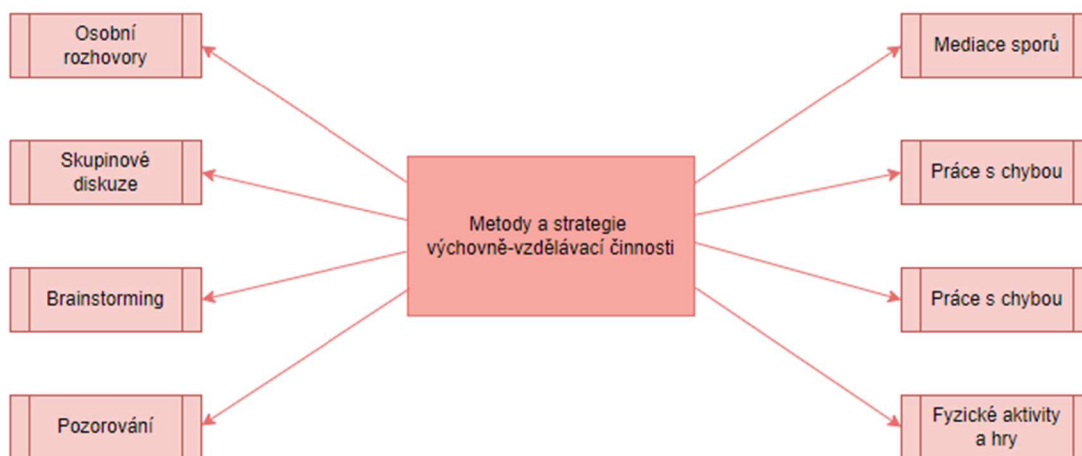 Osobní
rozhovory
Skupinové
diskuze
Brainstorming
Pozorování
Metody a strategie
výchovně-vzdělávací činnosti
Mediace sporů
Práce s chybou
Práce s chybou
Fyzické aktivity
a hry